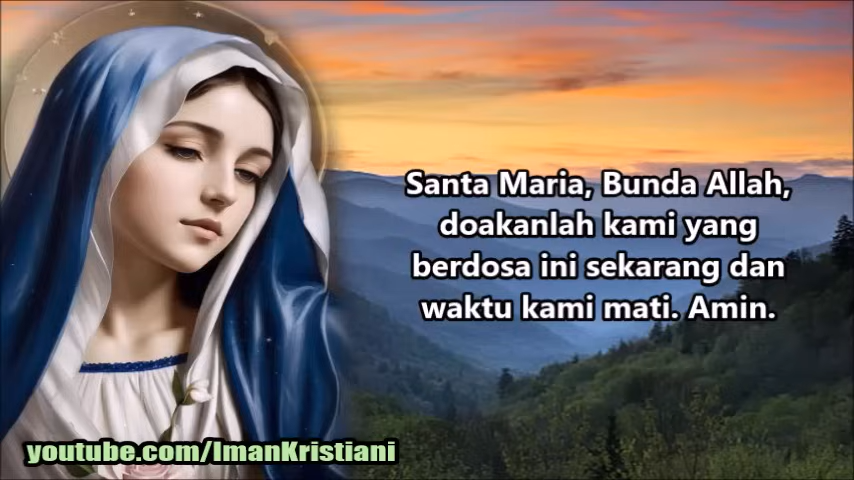 Santa Maria, Bunda Allah,
doakanlah kami yang
berdosa ini sekarang dan
waktu kami mati. Amin.
youtube.com/ImanKristiani